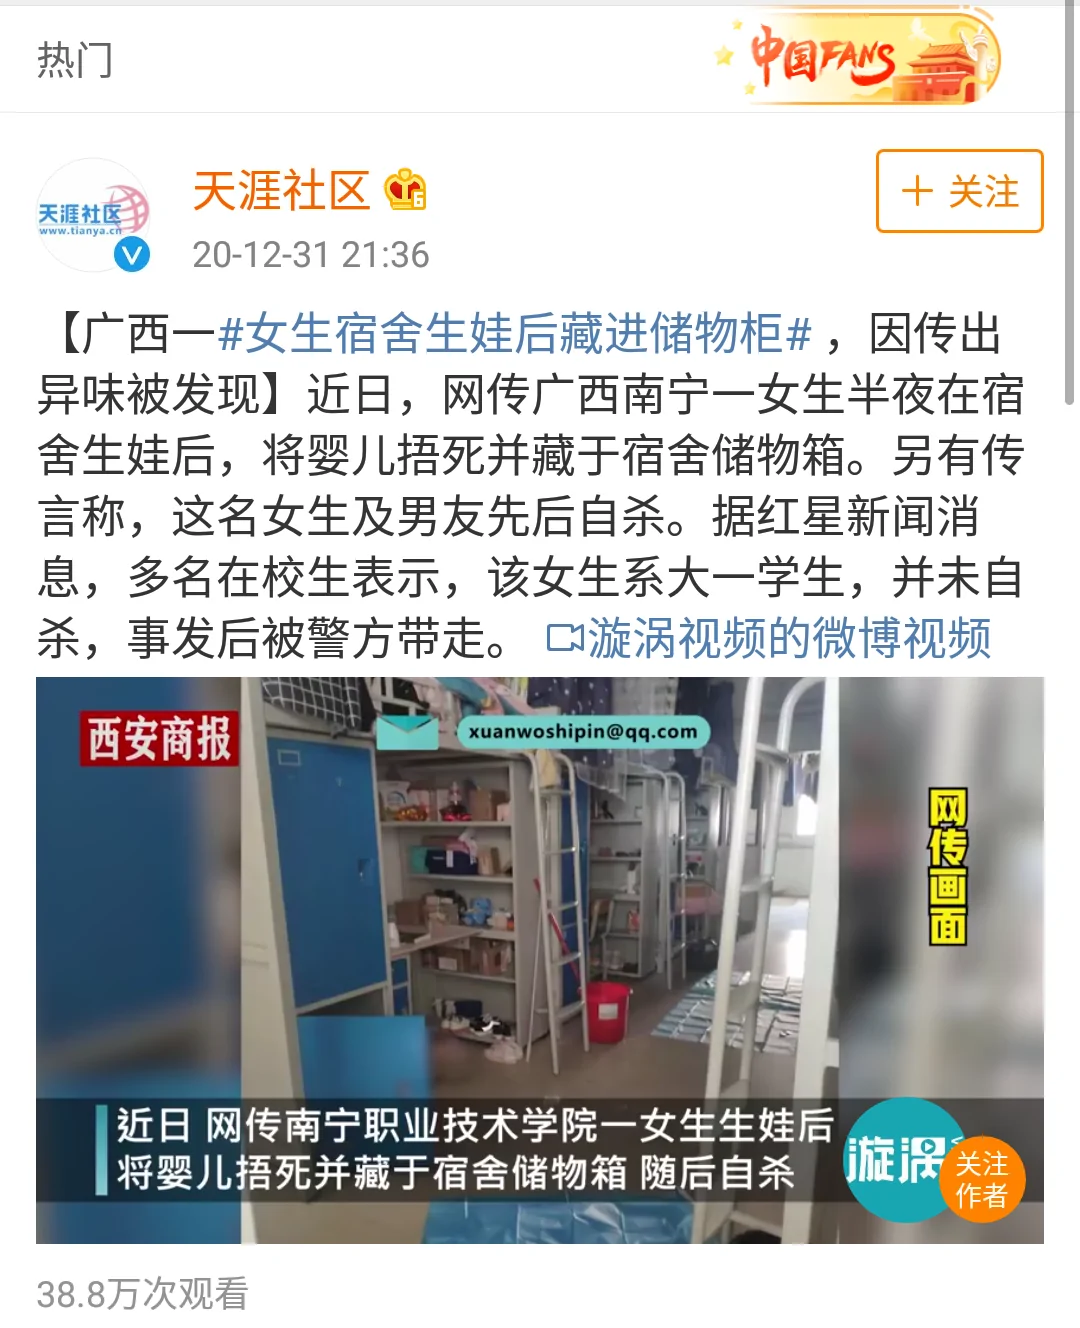 热门
中国FANS
天涯社区
www.tianya.cn
天涯社区
+ 关注
20-12-31 21:36
【广西一#女生宿舍生娃后藏进储物柜#，因传出
异味被发现】近日，网传广西南宁一女生半夜在宿
舍生娃后，将婴儿捂死并藏于宿舍储物箱。另有传
言称，这名女生及男友先后自杀。据红星新闻消
息，多名在校生表示，该女生系大一学生，并未自
杀，事发后被警方带走。 漩涡视频的微博视频
西安商报
xuanwoshipin@qq.com
网传画面
近日 网传南宁职业技术学院一女生生娃后
将婴儿捂死并藏于宿舍储物箱 随后自杀
漩涡
关注
作者
38.8万次观看